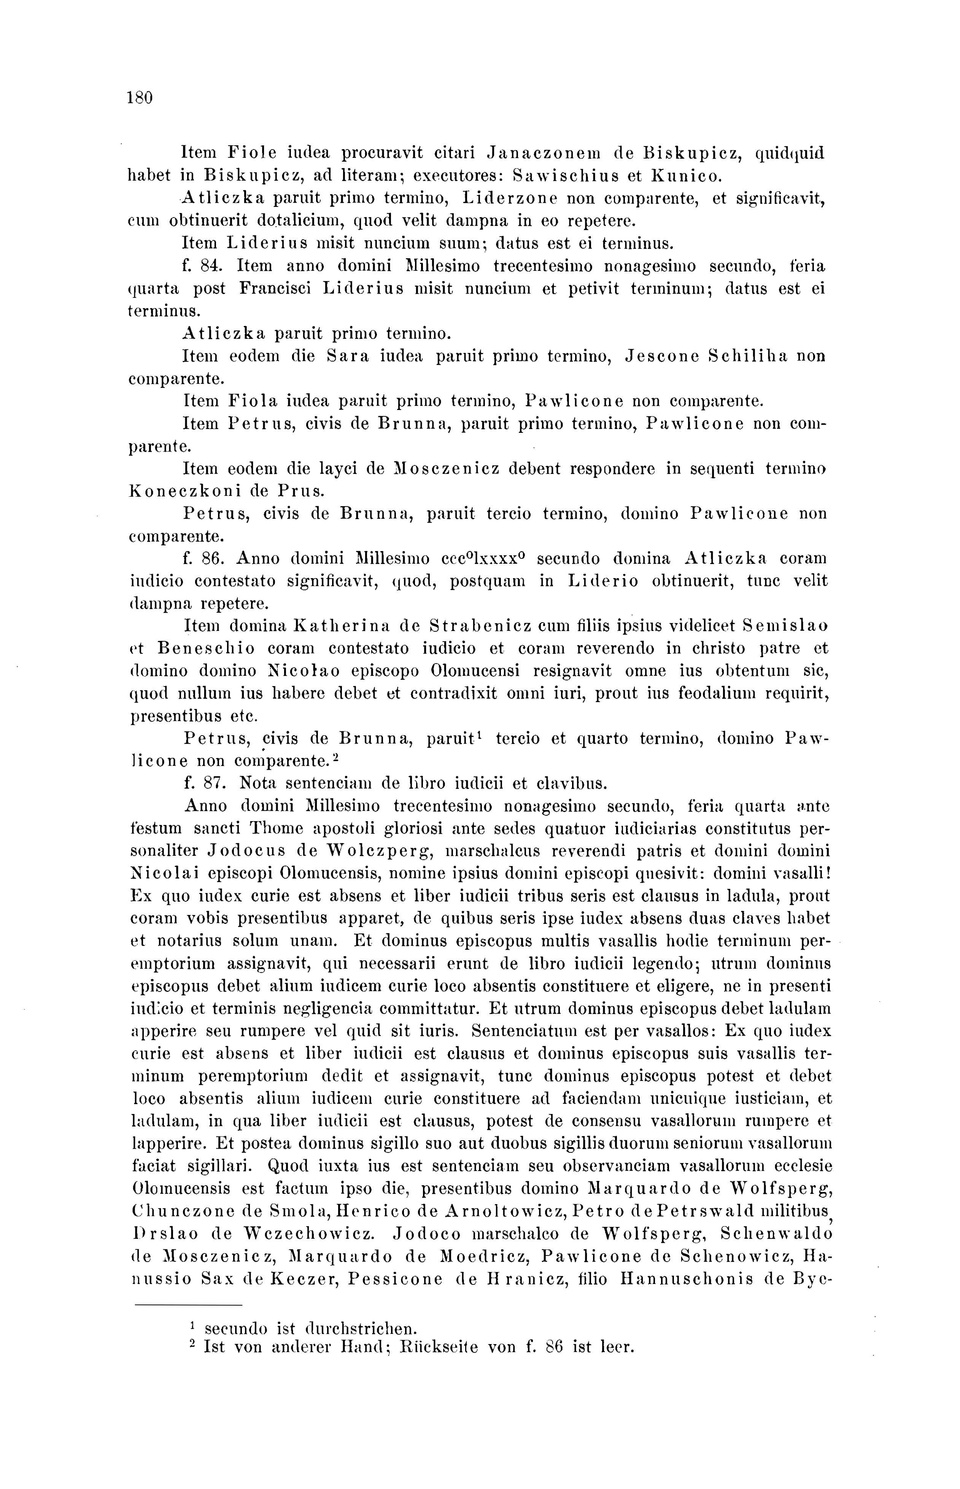 180
Item Fiole iudea procuravit citari Janaczonem de Biskupicz, quidquid
habet in Biskupicz, ad literam; executores: Sawischius et Kunico.
Atliczka paruit primo termino, Liderzone non comparente, et significavit,
cum obtinuerit dotalicium, quod velit dampna in eo repetere.
Item Liderius misit nuncium suum; datus est ei terminus.
f. 84. Item anno domini Millesimo trecentesimo nonagesimo secundo, feria
quarta post Francisci Liderius misit nuncium et petivit terminum; datus est ei
terminus.
Atliczka paruit primo termino.
Item eodem die Sara iudea paruit primo termino, Jescone Schiliha non
comparente.
Item Fiola iudea paruit primo termino, Pawlicone non comparente.
Item Petrus, civis de Brunna, paruit primo termino, Pawlicone non com-
parente.
Item eodem die layci de Mosczenicz debent respondere in sequenti termino
Koneczkoni de Prus.
Petrus, civis de Brunna, paruit tercio termino, domino Pawlicone non
comparente.
f. 86. Anno domini Millesimo cccºlxxxxº secundo domina Atliczka coram
iudicio contestato significavit, quod, postquam in Liderio obtinuerit, tunc velit
dampna repetere.
Item domina Katherina de Strabenicz cum filiis ipsius videlicet Semislao
et Beneschio coram contestato iudicio et coram reverendo in christo patre et
domino domino Nicolao episcopo Olomucensi resignavit omne ius obtentum sic,
quod nullum ius habere debet et contradixit omni iuri, prout ius feodalium requirit,
presentibus etc.
Petrus, civis de Brunna, paruit¹ tercio et quarto termino, domino Paw-
licone non comparente.²
f. 87. Nota sentenciam de libro iudicii et clavibus.
Anno domini Millesimo trecentesimo nonagesimo secundo, feria quarta ante
festum sancti Thome apostoli gloriosi ante sedes quatuor iudiciarias constitutus per-
sonaliter Jodocus de Wolczperg, marschalcus reverendi patris et domini domini
Nicolai episcopi Olomucensis, nomine ipsius domini episcopi quesivit: domini vasalli!
Ex quo iudex curie est absens et liber iudicii tribus seris est clausus in ladula, prout
coram vobis presentibus apparet, de quibus seris ipse iudex absens duas claves habet
et notarius solum unam. Et dominus episcopus multis vasallis hodie terminum per-
emptorium assignavit, qui necessarii erunt de libro iudicii legendo; utrum dominus
episcopus debet alium iudicem curie loco absentis constituere et eligere, ne in presenti
iudicio et terminis negligencia committatur. Et utrum dominus episcopus debet ladulam
apperire seu rumpere vel quid sit iuris. Sentenciatum est per vasallos: Ex quo iudex
curie est absens et liber iudicii est clausus et dominus episcopus suis vasallis ter-
minum peremptorium dedit et assignavit, tunc dominus episcopus potest et debet
loco absentis alium iudicem curie constituere ad faciendam unicuique iusticiam, et
ladulam, in qua liber iudicii est clausus, potest de consensu vasallorum rumpere et
lapperire. Et postea dominus sigillo suo aut duobus sigillis duorum seniorum vasallorum
faciat sigillari. Quod iuxta ius est sentenciam seu observanciam vasallorum ecclesie
Olomucensis est factum ipso die, presentibus domino Marquardo de Wolfsperg,
Chunczone de Smola, Henrico de Arnoltowicz, Petro de Petrswald militibus,
Drslao de Wczechowicz. Jodoco marschalco de Wolfsperg, Schenwaldo
de Mosczenicz, Marquardo de Moedricz, Pawlicone de Schenowicz, Ha-
nussio Sax de Keczer, Pessicone de Hranicz, filio Hannuschonis de Byc-
¹ secundo ist durchstrichen.
² Ist von anderer Hand; Rückseite von f. 86 ist leer.